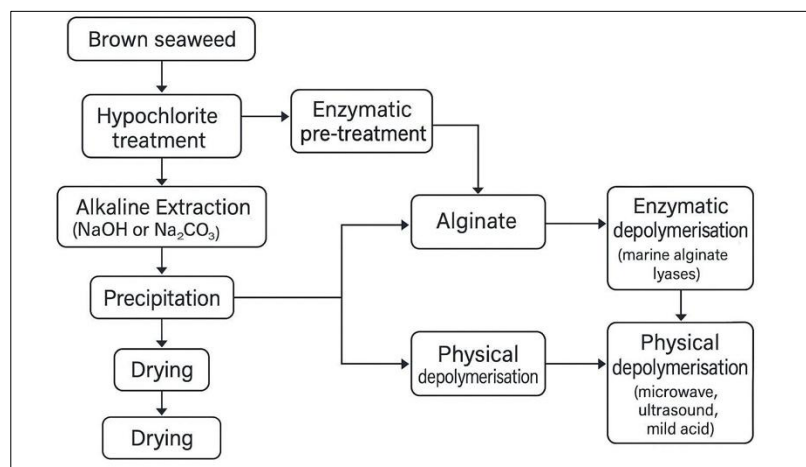 Brown seaweed
Hypochlorite
treatment
Enzymatic
pre-treatment
Alkaline Extraction
(NaOH or Na₂CO₃)
Alginate
Enzymatic
depolymerisation
(marine alginate
lyases)
Precipitation
Physical
depolymerisation
Physical
depolymerisation
(microwave,
ultrasound,
mild acid)
Drying
Drying